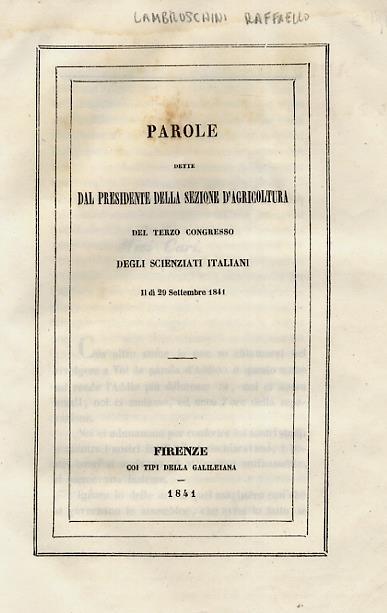 LAMBRUSCHINI RAFFAELLO
PAROLE
DETTE
DAL PRESIDENTE DELLA SEZIONE D'AGRICOLTURA
DEL TERZO CONGRESSO
DEGLI SCIENZIATI ITALIANI
Il dì 29 Settembre 1841
FIRENZE
COI TIPI DELLA GALILEIANA
1841